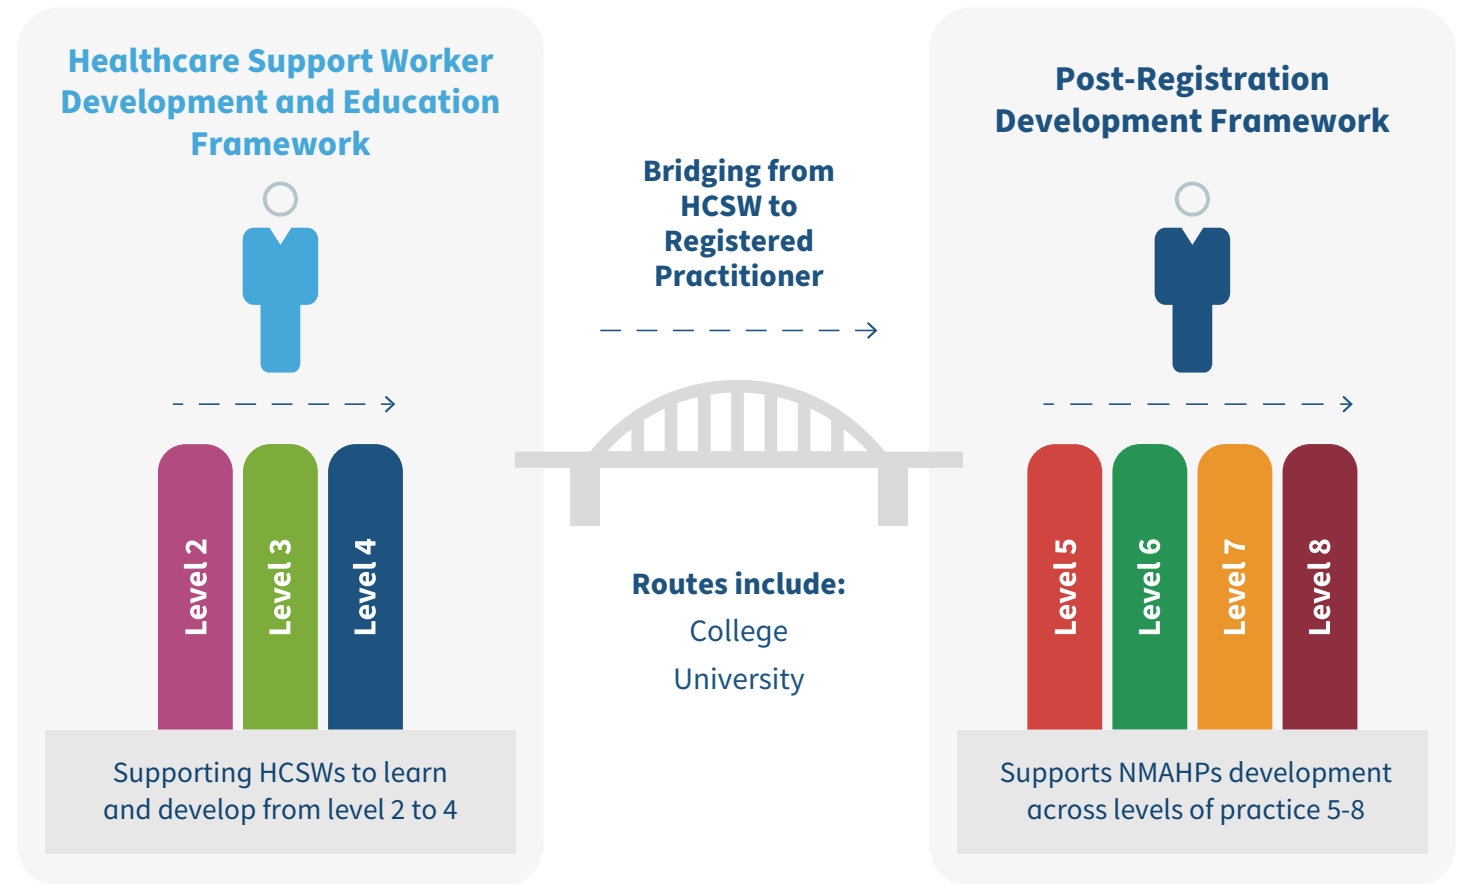 Healthcare Support Worker
Development and Education
Framework
Level 2
Level 3
Level 4
Supporting HCSWs to learn
and develop from level 2 to 4
Bridging from
HCSW to
Registered
Practitioner
Routes include:
College
University
Post-Registration
Development Framework
Level 5
Level 6
Level 7
Level 8
Supports NMAHPs development
across levels of practice 5-8